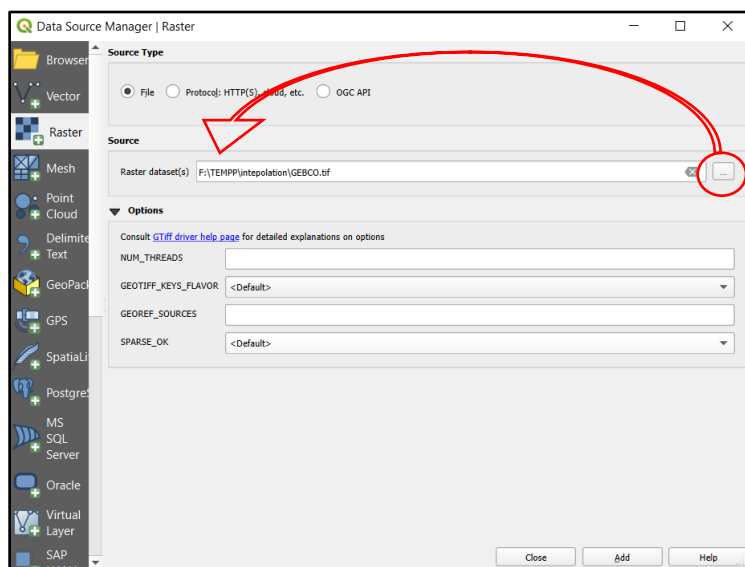 Data Source Manager | Raster
Browser
Vector
Raster
Mesh
Point
Cloud
Delimite
Text
GeoPack
GPS
SpatiaLi
PostgreS
MS
SQL
Server
Oracle
Virtual
Layer
SAP
Source Type
File
Protocol: HTTP(S), cloud, etc.
OGC API
Source
Raster dataset(s)
F:\TEMPP\intepolation\GEBCO.tif
...
Options
Consult GTiff driver help page for detailed explanations on options
NUM_THREADS
GEOTIFF_KEYS_FLAVOR
<Default>
GEOREF_SOURCES
SPARSE_OK
<Default>
Close
Add
Help